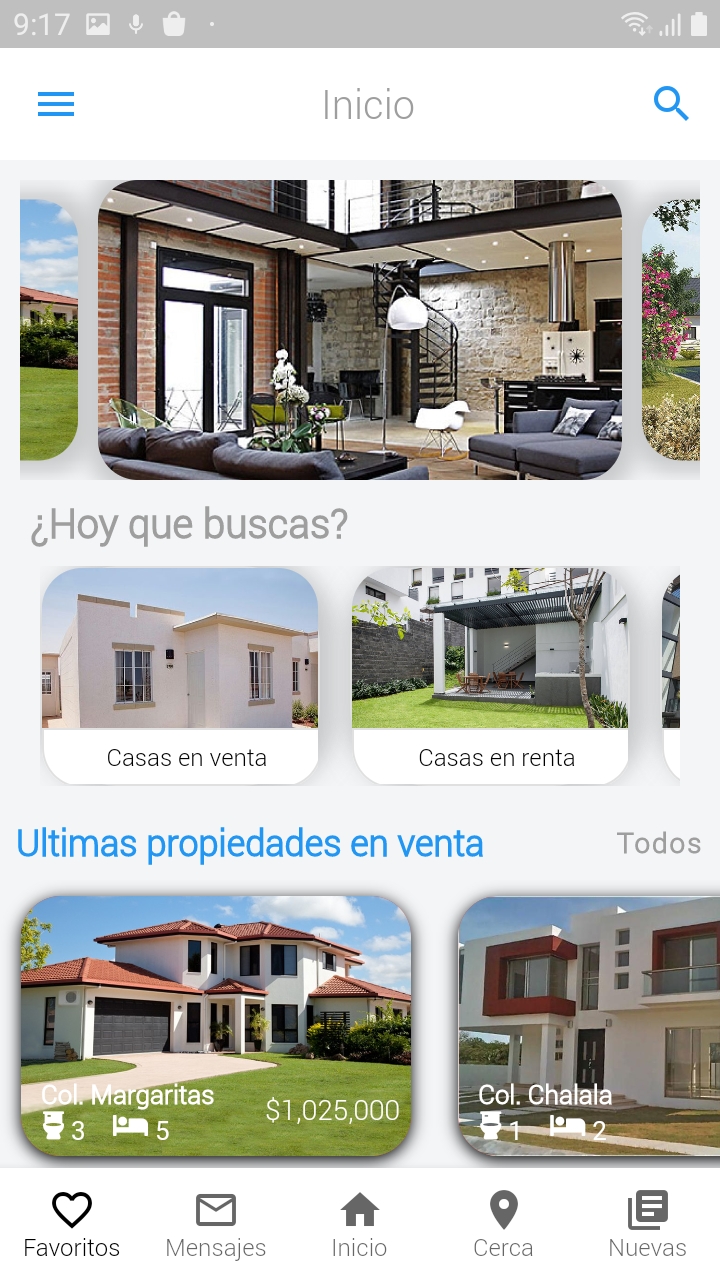 9:17
Inicio
¿Hoy que buscas?
Casas en venta
Casas en renta
Ultimas propiedades en venta
Todos
Col. Margaritas
3 5
$1,025,000
Col. Chalala
1 2
Favoritos
Mensajes
Inicio
Cerca
Nuevas